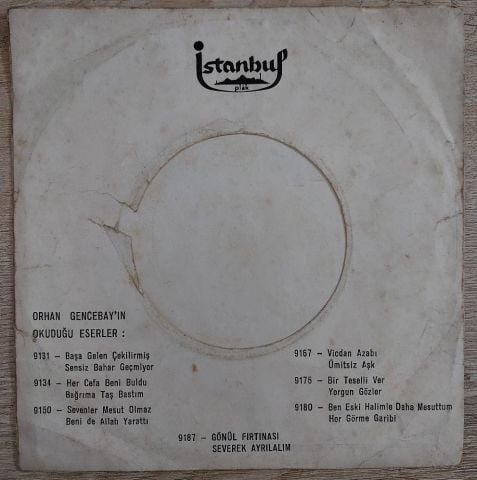 İstanbul
plak
ORHAN GENCEBAY'IN
OKUDUĞU ESERLER :
9131 – Başa Gelen Çekilirmiş
Sensiz Bahar Geçmiyor
9134 – Her Cefa Beni Buldu
Bağrıma Taş Bastım
9150 – Sevenler Mesut Olmaz
Beni de Allah Yarattı
9167 – Vicdan Azabı
Ümitsiz Aşk
9175 – Bir Teselli Ver
Yorgun Gözler
9180 – Ben Eski Halimle Daha Mesuttum
Hor Görme Garibi
9187 – GÖNÜL FIRTINASI
SEVEREK AYRILALIM